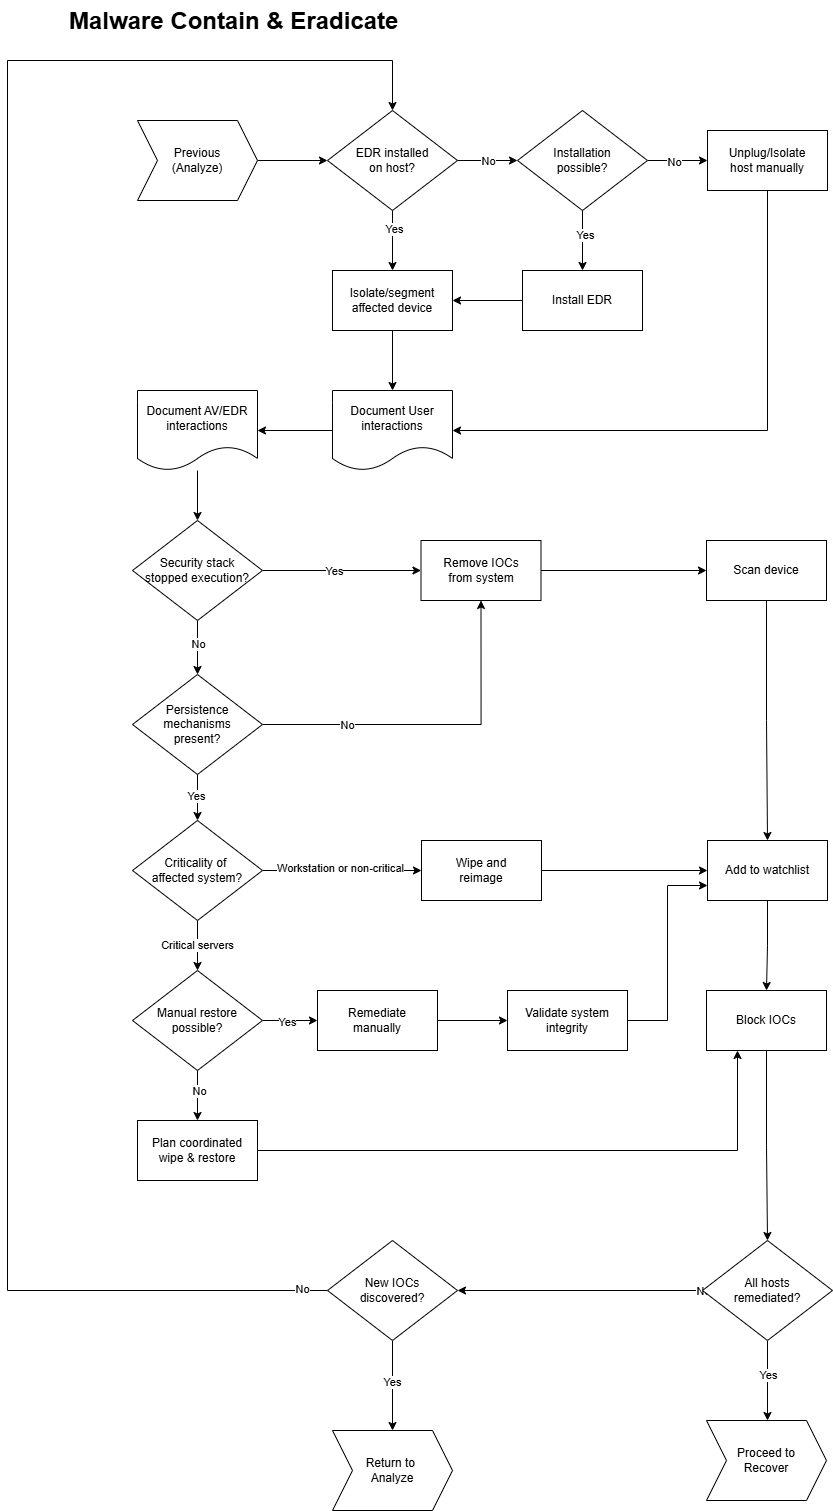 Malware Contain & Eradicate
Previous
(Analyze)
EDR installed
on host?
No
Installation
possible?
No
Unplug/Isolate
host manually
Yes
Yes
Isolate/segment
affected device
Install EDR
Document AV/EDR
interactions
Document User
interactions
Security stack
stopped execution?
Yes
Remove IOCs
from system
Scan device
No
Persistence
mechanisms
present?
No
Yes
Criticality of
affected system?
Workstation or non-critical
Wipe and
reimage
Add to watchlist
Critical servers
Manual restore
possible?
Yes
Remediate
manually
Validate system
integrity
Block IOCs
No
Plan coordinated
wipe & restore
No
New IOCs
discovered?
All hosts
remediated?
Yes
Yes
Return to
Analyze
Proceed to
Recover